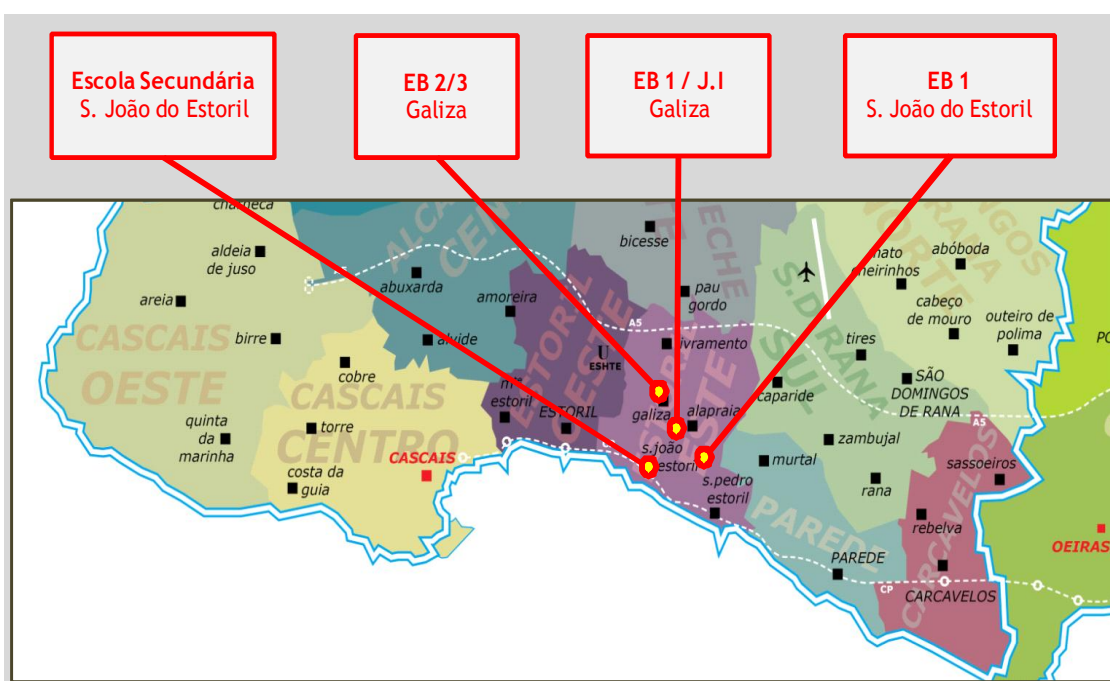 Escola Secundária
S. João do Estoril
EB 2/3
Galiza
EB 1 / J.I
Galiza
EB 1
S. João do Estoril
charneca
aldeia
de juso
areia
birre
CASCAIS
OESTE
quinta
da
marinha
cobre
CASCAIS
CENTRO
torre
costa da
guia
CASCAIS
abuxarda
amoreira
alvide
ESTORIL
OESTE
mte
estoril
ESTORIL
U
ESHTE
bicesse
pau
gordo
A5
livramento
galiza
alapraia
ESTE
s.joão
estoril
s.pedro
estoril
caparide
murtal
PAREDE
PAREDE
S.D.RANA
SUL
tires
mato
cheirinhos
abóboda
cabeço
de mouro
outeiro de
polima
SÃO
DOMINGOS
DE RANA
NORTE
zambujal
rana
A5
sassoeiros
rebelva
CARCAVELOS
CARCAVELOS
CP
OEIRAS